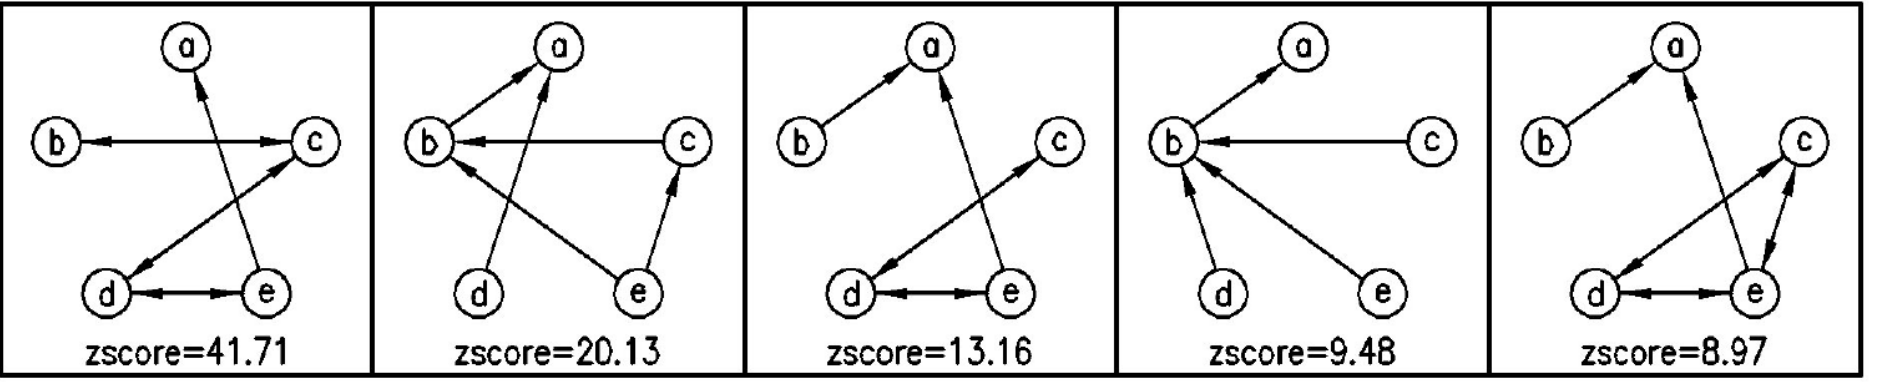 a
b
c
d
e
zscore=41.71
a
b
c
d
e
zscore=20.13
a
b
c
d
e
zscore=13.16
a
b
c
d
e
zscore=9.48
a
b
c
d
e
zscore=8.97